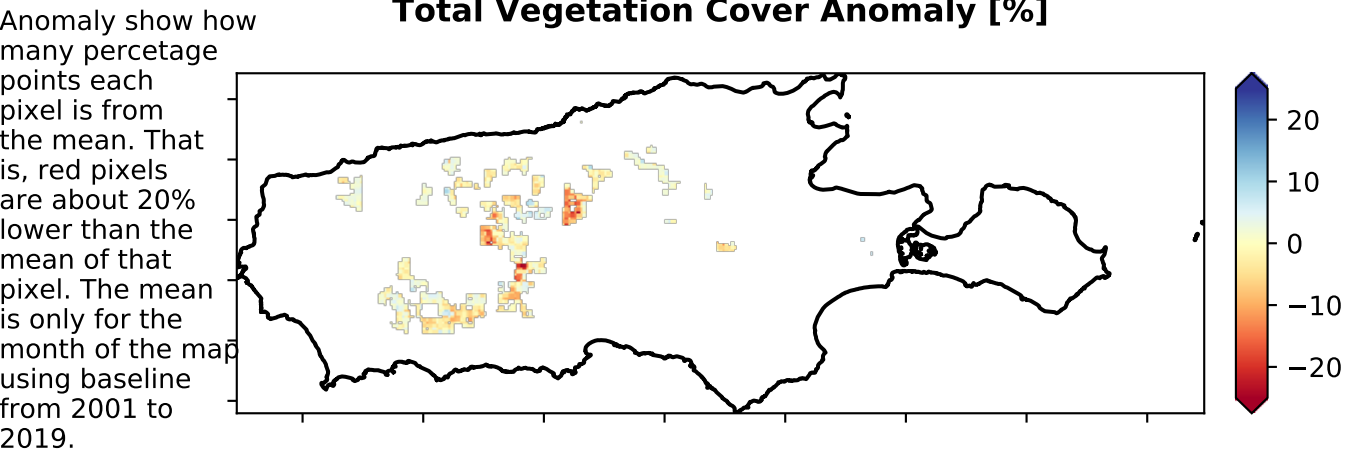 Total Vegetation Cover Anomaly [%]
Anomaly show how
many percetage
points each
pixel is from
the mean. That
is, red pixels
are about 20%
lower than the
mean of that
pixel. The mean
is only for the
month of the map
using baseline
from 2001 to
2019.
20
10
0
−10
−20